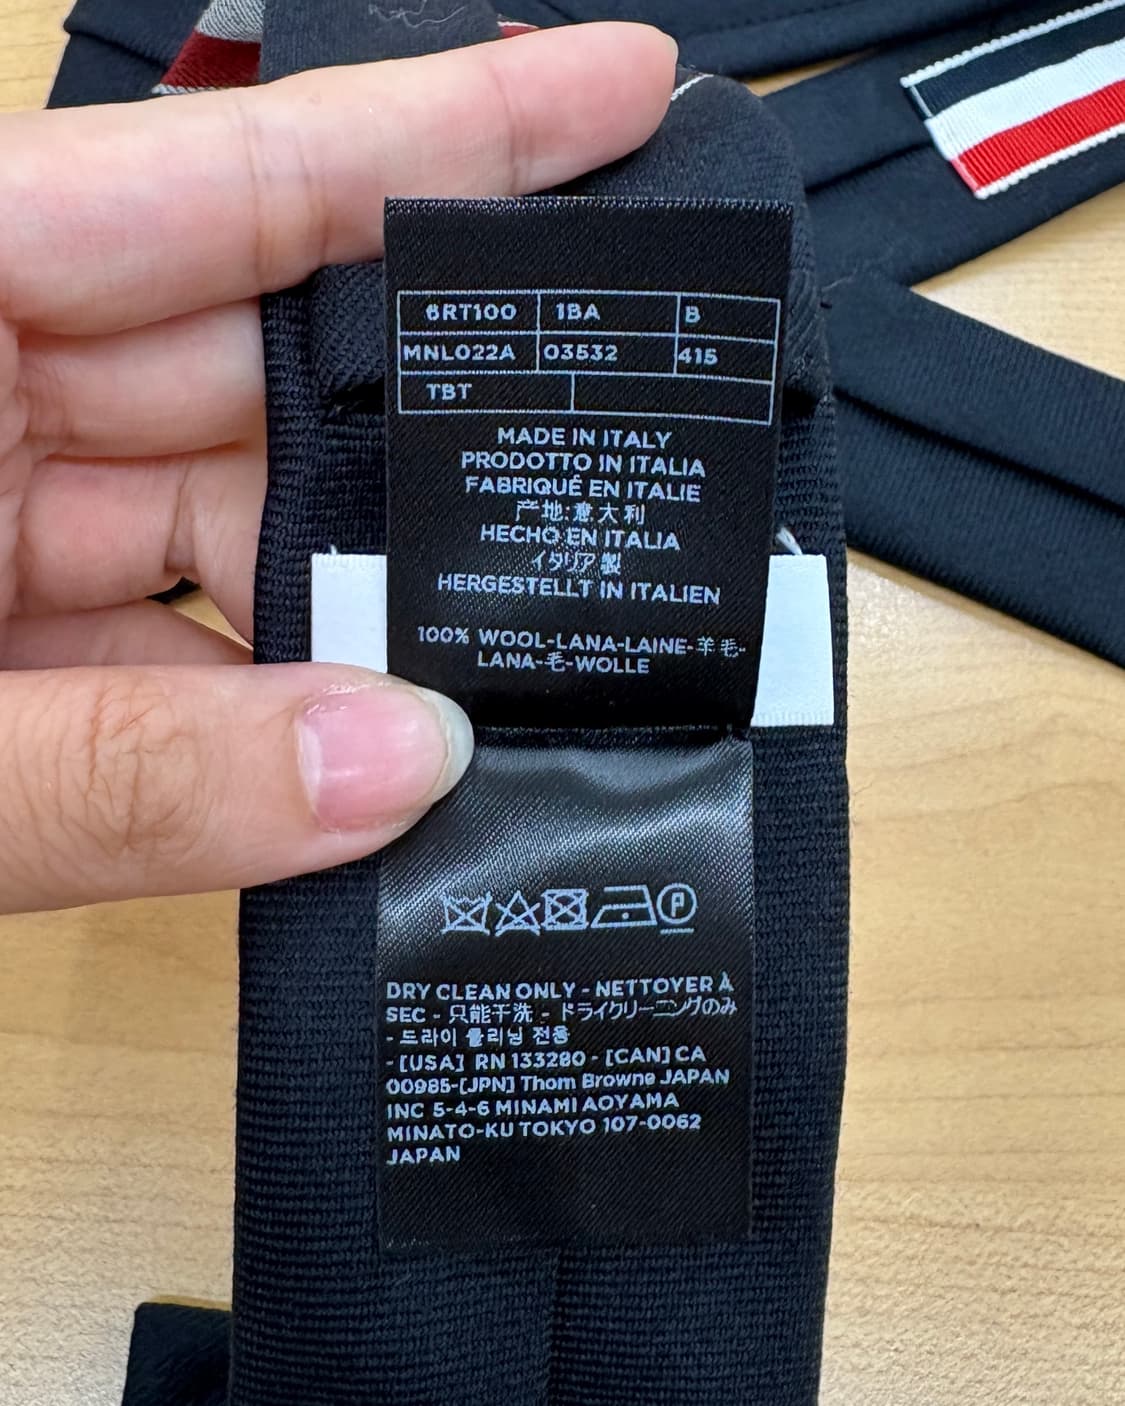 6RT100 1BA B
MNL022A 03532 415
TBT
MADE IN ITALY
PRODOTTO IN ITALIA
FABRIQUÉ EN ITALIE
产地:意大利
HECHO EN ITALIA
イタリア製
HERGESTELLT IN ITALIEN
100% WOOL-LANA-LAINE-羊毛-
LANA-毛-WOLLE
P
DRY CLEAN ONLY - NETTOYER À
SEC - 只能干洗 - ドライクリーニングのみ
- 드라이 클리닝 전용
- [USA] RN 133280 - [CAN] CA
00985-[JPN] Thom Browne JAPAN
INC 5-4-6 MINAMI AOYAMA
MINATO-KU TOKYO 107-0062
JAPAN